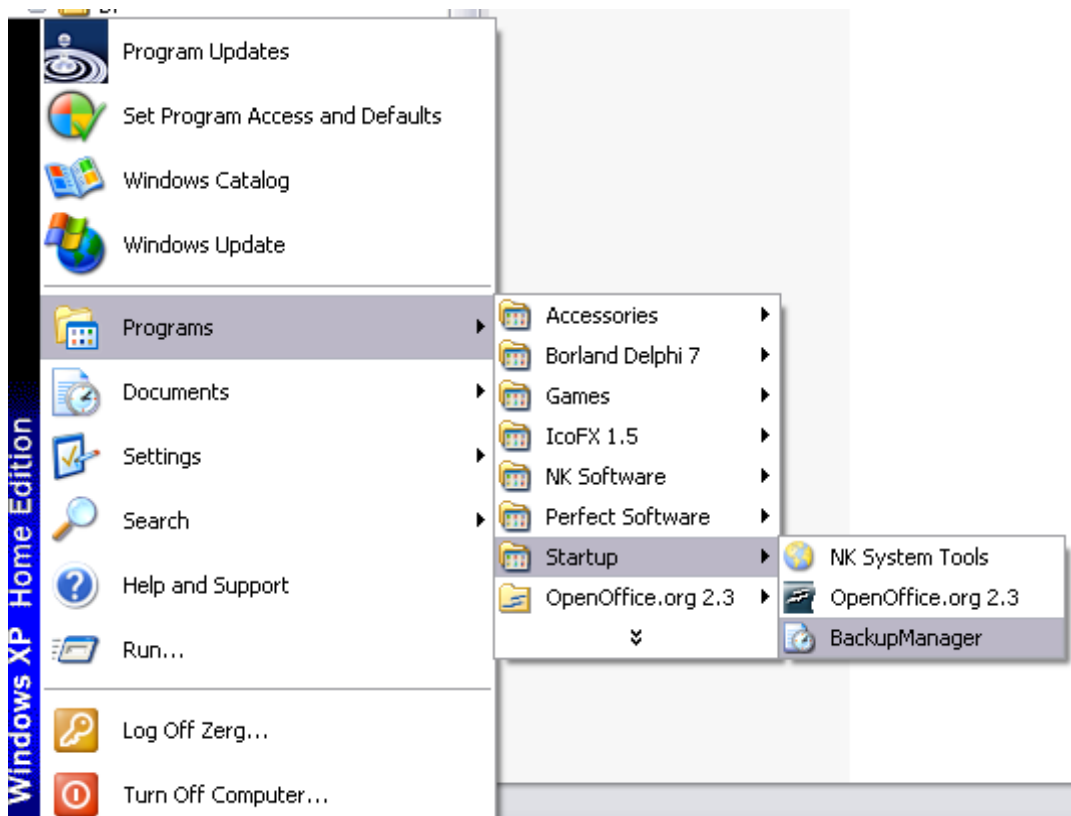 Program Updates
Set Program Access and Defaults
Windows Catalog
Windows Update
Programs
Documents
Settings
Search
Help and Support
Run...
Log Off Zerg...
Turn Off Computer...
Windows XP Home Edition
Accessories
Borland Delphi 7
Games
IcoFX 1.5
NK Software
Perfect Software
Startup
OpenOffice.org 2.3
NK System Tools
OpenOffice.org 2.3
BackupManager